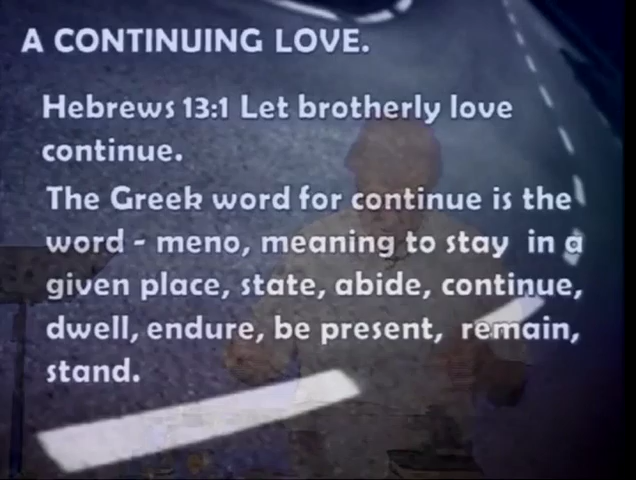 A CONTINUING LOVE.
Hebrews 13:1 Let brotherly love
continue.
The Greek word for continue is the
word - meno, meaning to stay in a
given place, state, abide, continue,
dwell, endure, be present, remain,
stand.